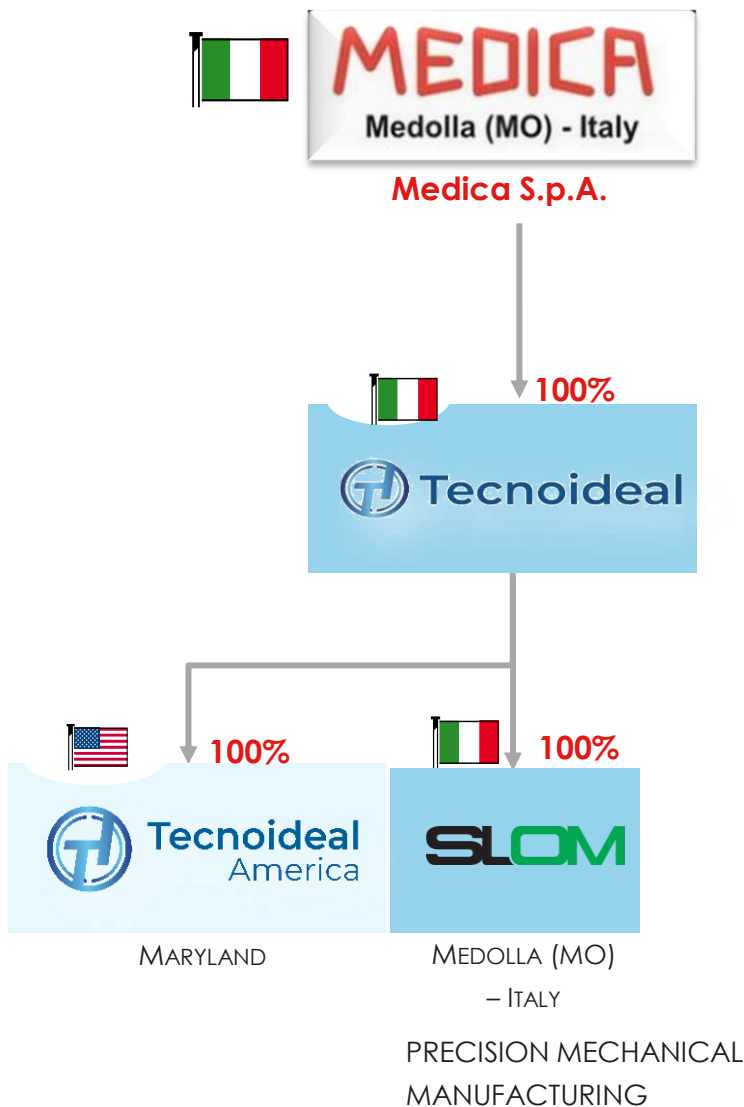 MEDICA
Medolla (MO) - Italy
Medica S.p.A.
100%
Tecnoideal
100%
100%
Tecnoideal
America
SLOM
MARYLAND
MEDOLLA (MO)
– ITALY
PRECISION MECHANICAL
MANUFACTURING